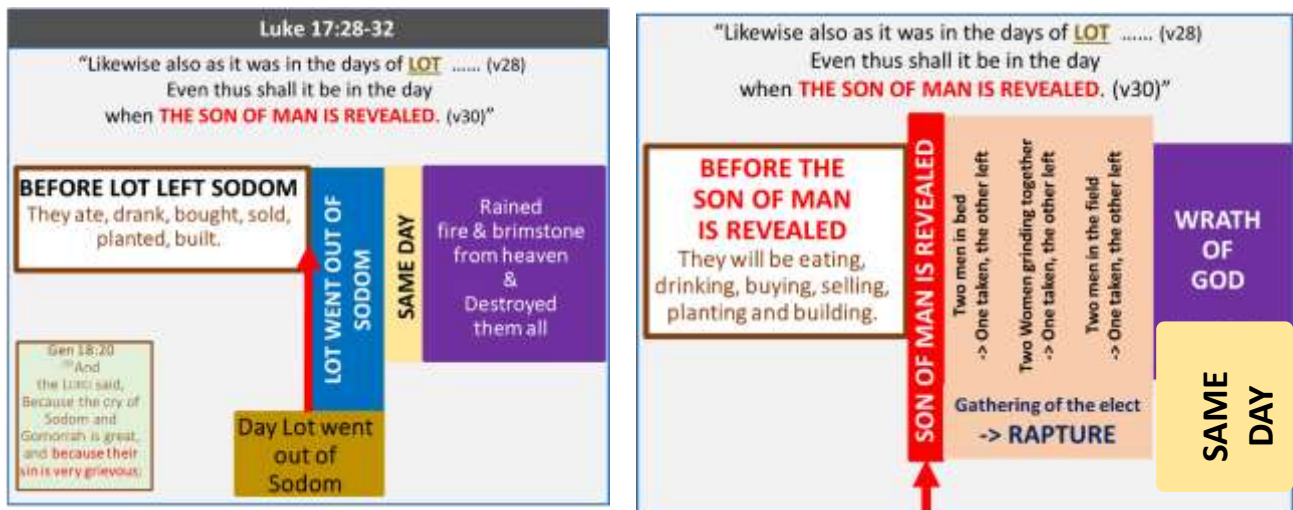 Luke 17:28-32
“Likewise also as it was in the days of LOT …... (v28)
Even thus shall it be in the day
when THE SON OF MAN IS REVEALED. (v30)”
BEFORE LOT LEFT SODOM
They ate, drank, bought, sold,
planted, built.
LOT WENT OUT OF
SODOM
SAME DAY
Rained
fire & brimstone
from heaven
&
Destroyed
them all
Gen 18:20
And
the LORD said,
Because the cry of
Sodom and
Gomorrah is great,
and because their
sin is very grievous;
Day Lot went
out of
Sodom
“Likewise also as it was in the days of LOT …... (v28)
Even thus shall it be in the day
when THE SON OF MAN IS REVEALED. (v30)”
BEFORE THE
SON OF MAN
IS REVEALED
They will be eating,
drinking, buying, selling,
planting and building.
SON OF MAN IS REVEALED
Two men in bed
-> One taken, the other left
Two Women grinding together
-> One taken, the other left
Two men in the field
-> One taken, the other left
Gathering of the elect
-> RAPTURE
WRATH
OF
GOD
SAME
DAY